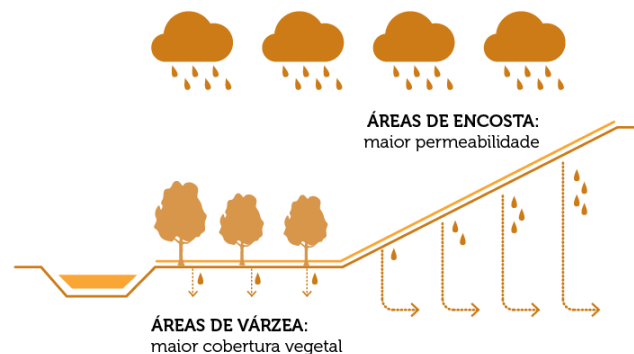 ÁREAS DE ENCOSTA:
maior permeabilidade
ÁREAS DE VÁRZEA:
maior cobertura vegetal